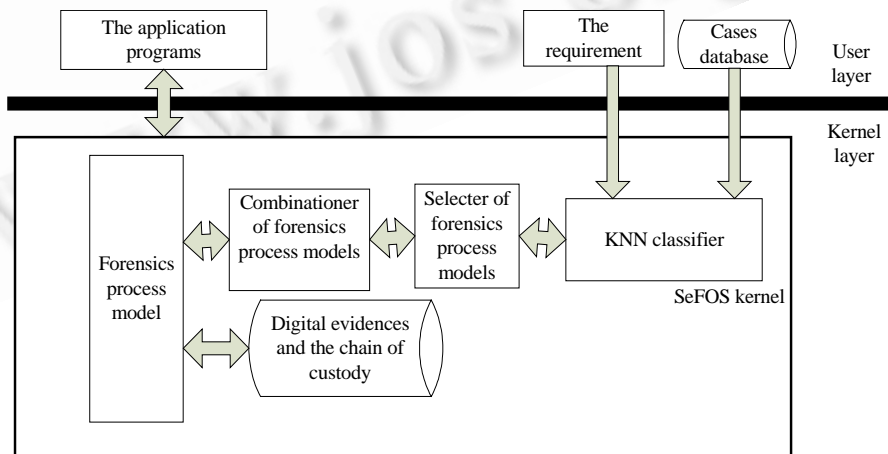 The application
programs
The
requirement
Cases
database
User
layer
Kernel
layer
Forensics
process
model
Combinationer
of forensics
process models
Selecter of
forensics
process
models
KNN classifier
SeFOS kernel
Digital evidences
and the chain of
custody
w.jos